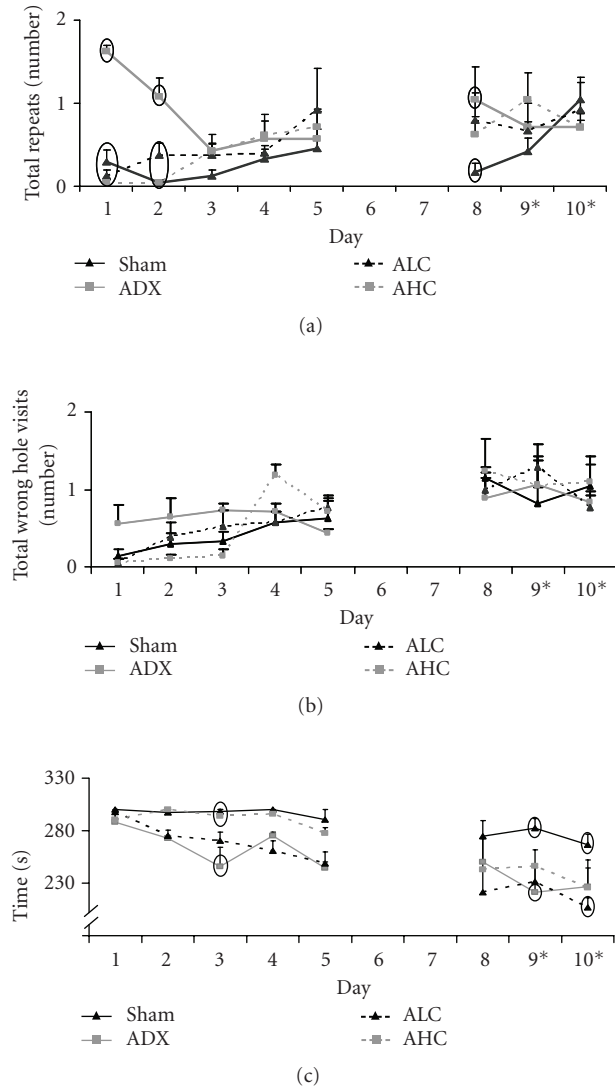 Total repeats (number)
2
1
0
1 2 3 4 5 6 7 8 9* 10*
Day
Sham
ADX
ALC
AHC
(a)
Total wrong hole visits
(number)
2
1
0
1 2 3 4 5 6 7 8 9* 10*
Day
Sham
ADX
ALC
AHC
(b)
Time (s)
330
280
230
1 2 3 4 5 6 7 8 9* 10*
Day
Sham
ADX
ALC
AHC
(c)